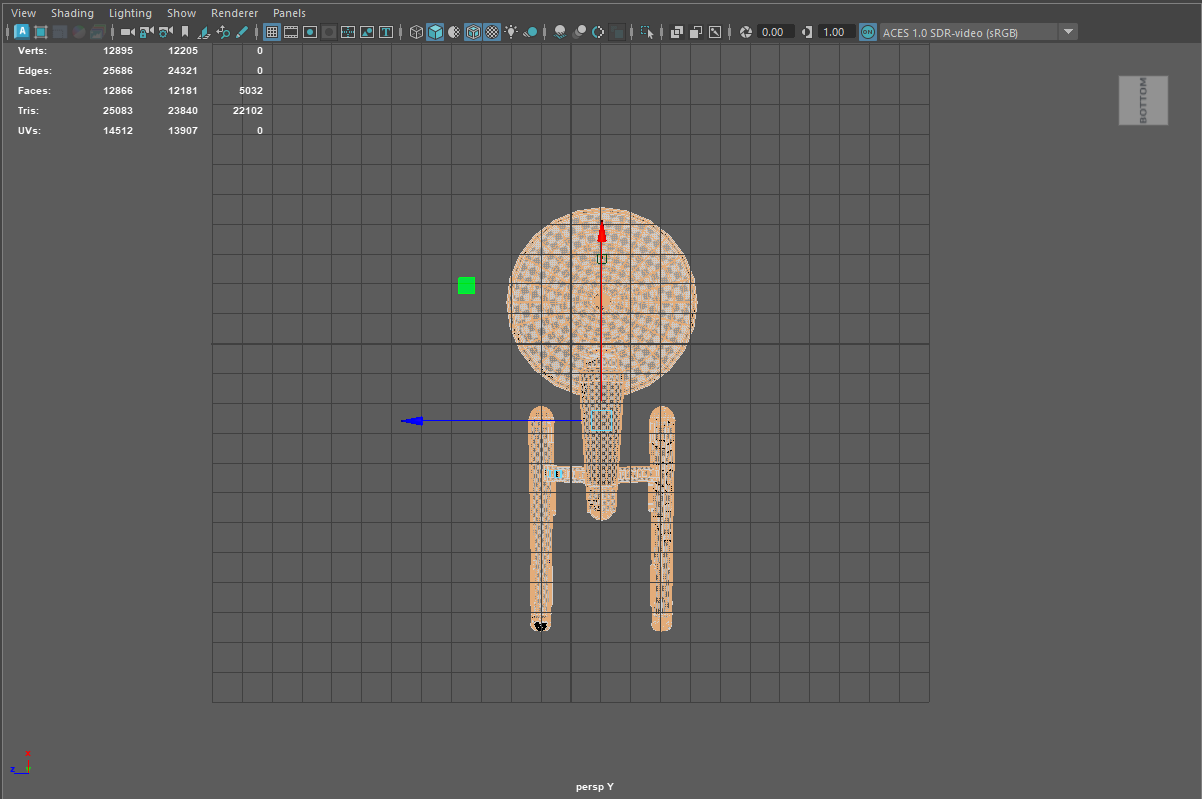 View Shading Lighting Show Renderer Panels
A T 0.00 1.00 ON ACES 1.0 SDR-video (sRGB)
Verts: 12895 12205 0
Edges: 25686 24321 0
Faces: 12866 12181 5032
Tris: 25083 23840 22102
UVs: 14512 13907 0
BOTTOM
z
persp Y